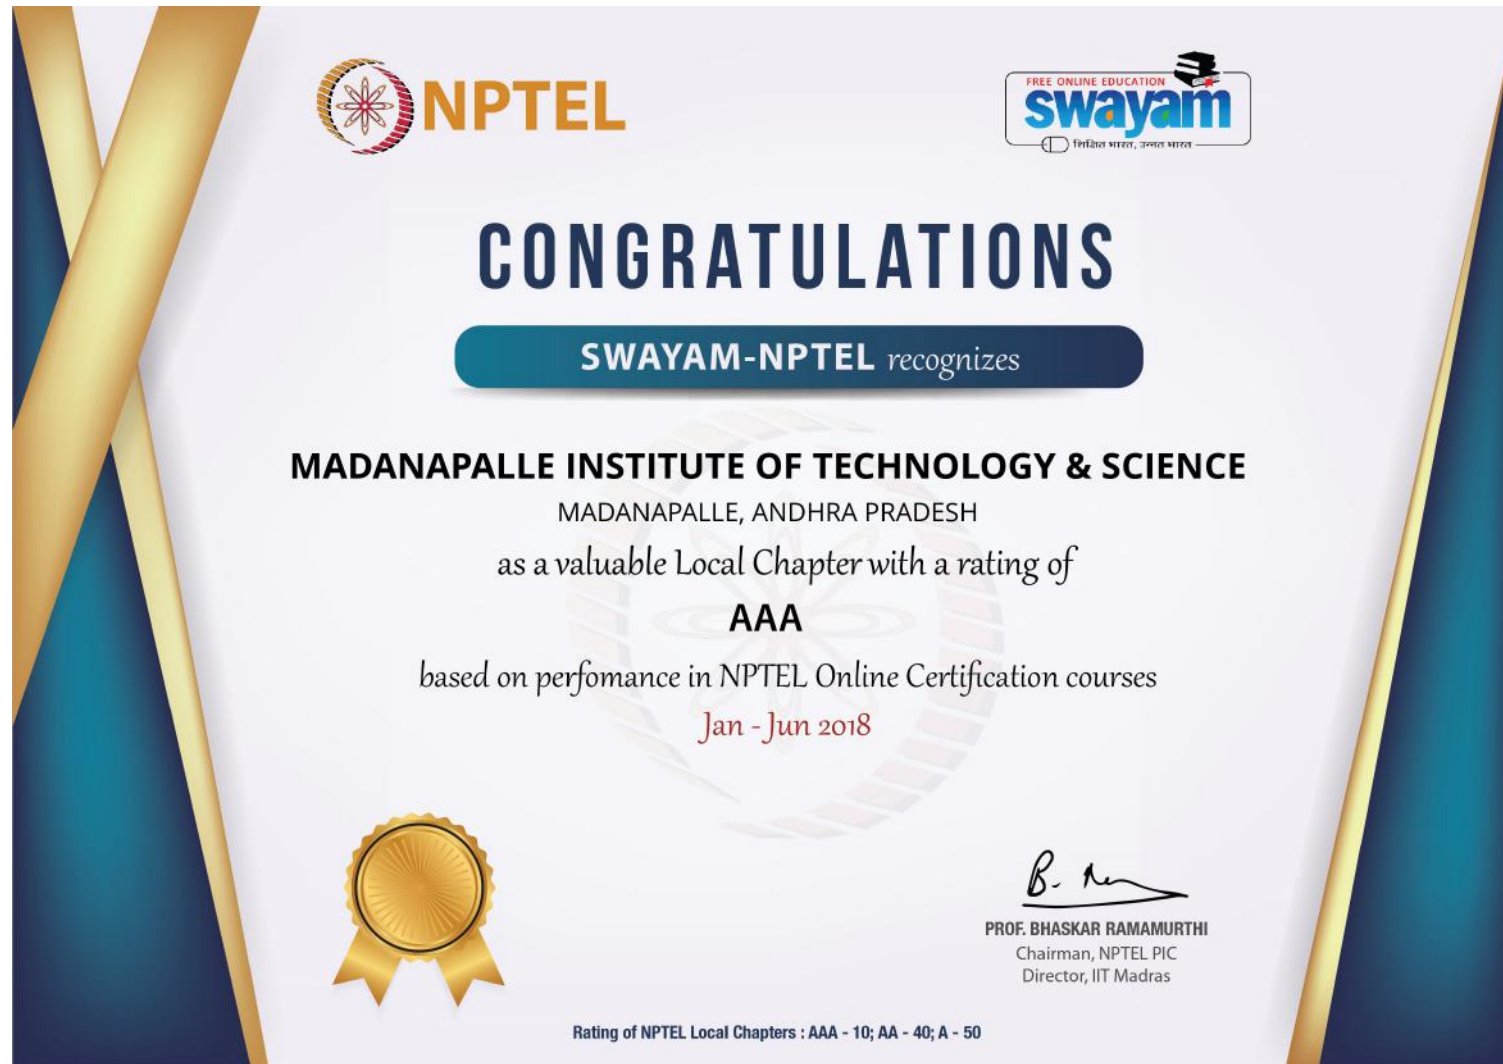 NPTEL
FREE ONLINE EDUCATION
swayam
शिक्षित भारत, उन्नत भारत
CONGRATULATIONS
SWAYAM-NPTEL recognizes
MADANAPALLE INSTITUTE OF TECHNOLOGY & SCIENCE
MADANAPALLE, ANDHRA PRADESH
as a valuable Local Chapter with a rating of
AAA
based on perfomance in NPTEL Online Certification courses
Jan - Jun 2018
PROF. BHASKAR RAMAMURTHI
Chairman, NPTEL PIC
Director, IIT Madras
Rating of NPTEL Local Chapters : AAA - 10; AA - 40; A - 50